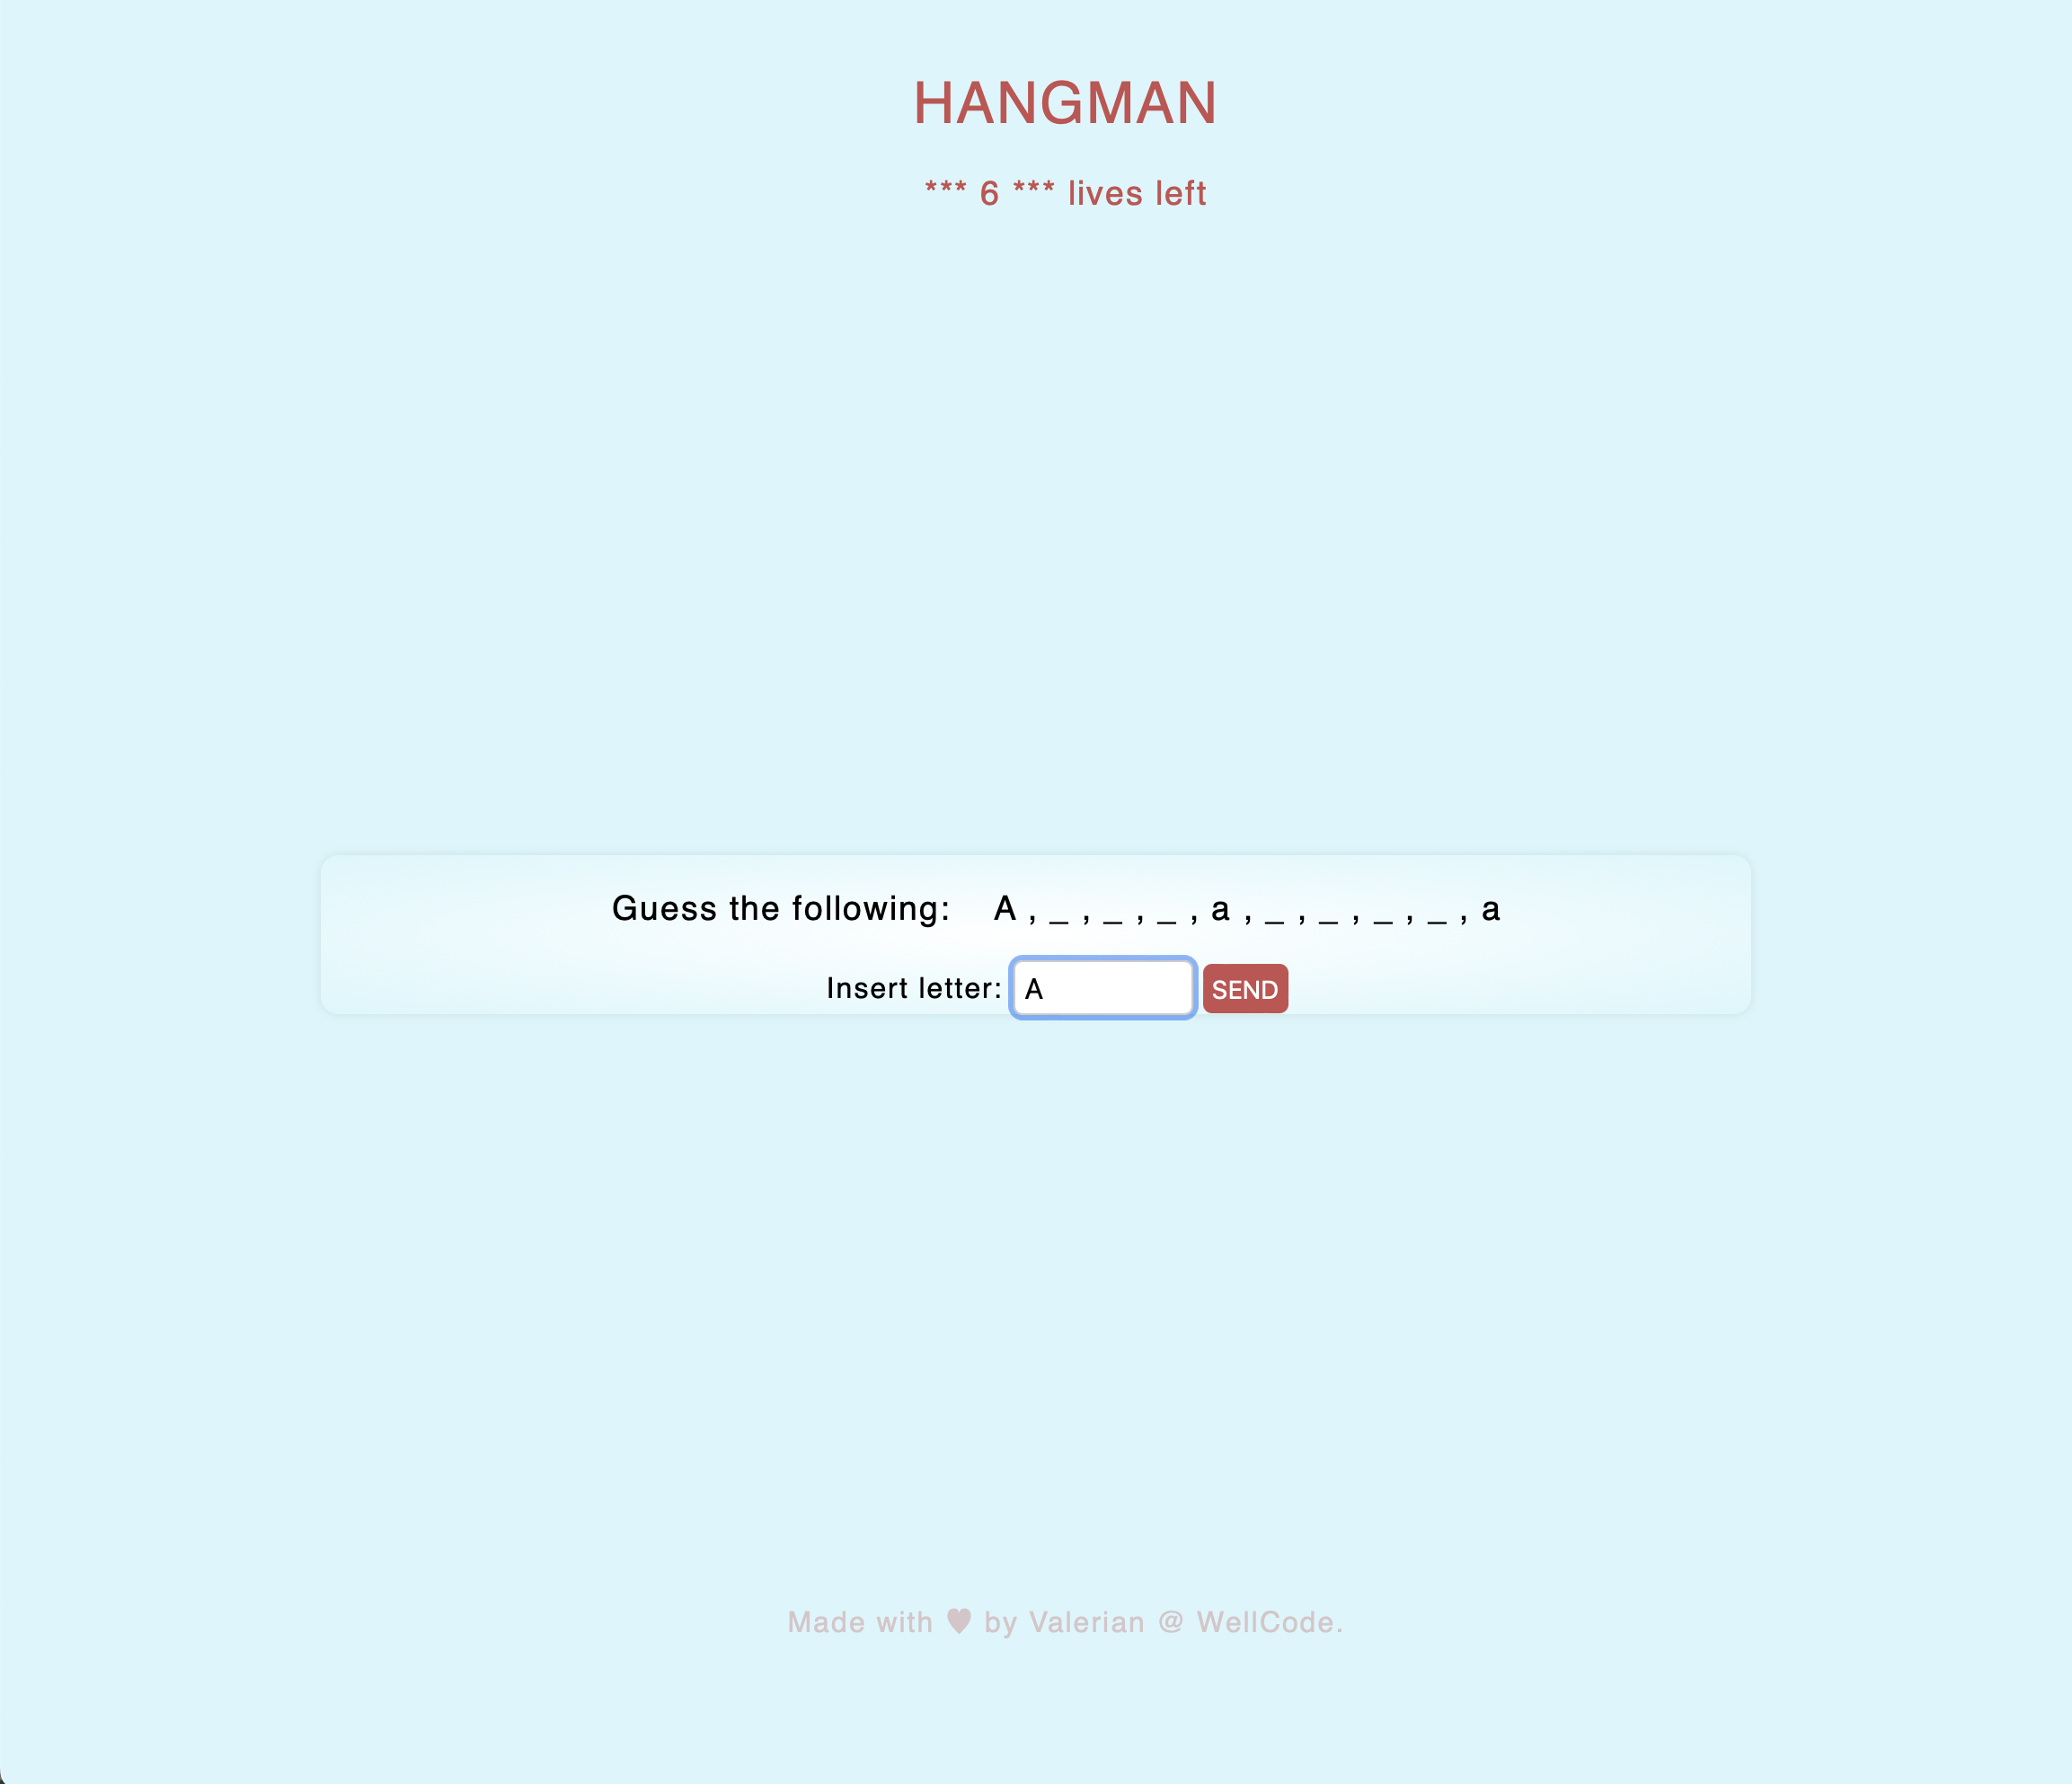 HANGMAN
*** 6 *** lives left
Guess the following: A , _ , _ , _ , a , _ , _ , _ , _ , a
Insert letter: A SEND
Made with ♥ by Valerian @ WellCode.